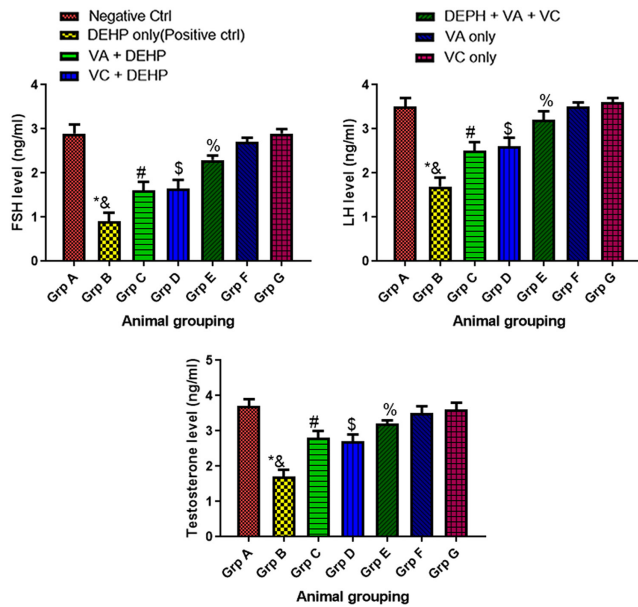 Negative Ctrl
DEHP only(Positive ctrl)
VA + DEHP
VC + DEHP
DEPH + VA + VC
VA only
VC only
FSH level (ng/ml)
4
3
2
1
0
*&
#
$
%
Grp A
Grp B
Grp C
Grp D
Grp E
Grp F
Grp G
Animal grouping
LH level (ng/ml)
4
3
2
1
0
*&
#
$
%
Grp A
Grp B
Grp C
Grp D
Grp E
Grp F
Grp G
Animal grouping
Testosterone level (ng/ml)
5
4
3
2
1
0
*&
#
$
%
Grp A
Grp B
Grp C
Grp D
Grp E
Grp F
Grp G
Animal grouping